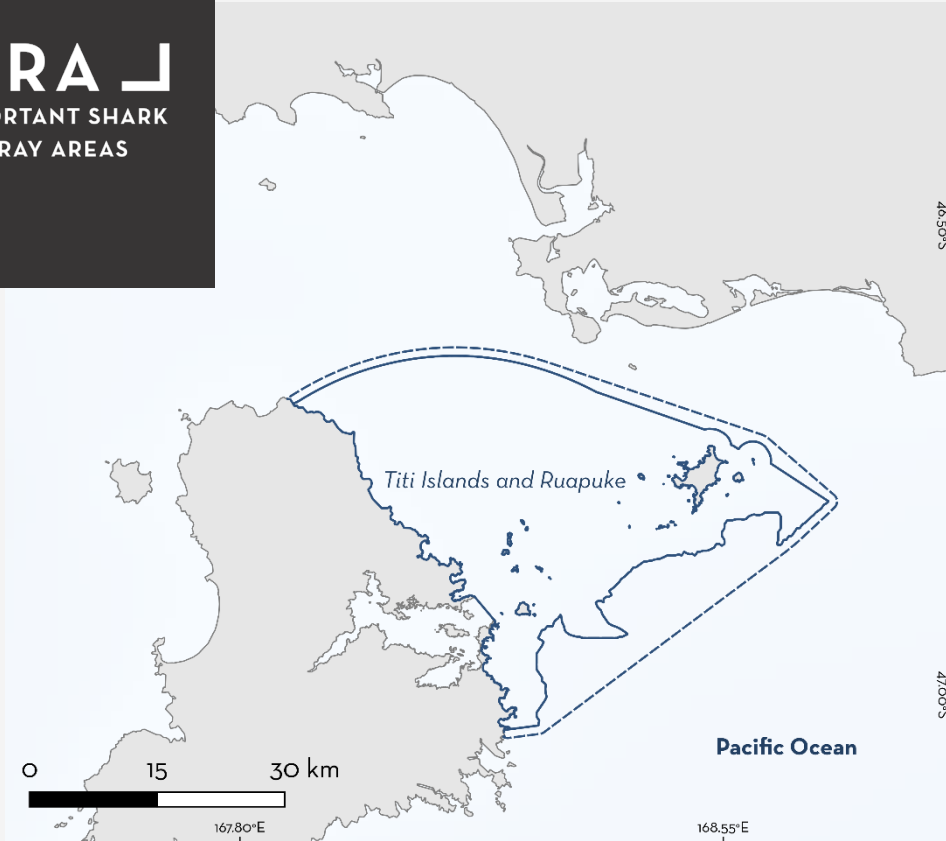 RA
ORTANT SHARK
RAY AREAS
46.50°S
Titi Islands and Ruapuke
47.00°S
Pacific Ocean
0 15 30 km
167.80°E 168.55°E